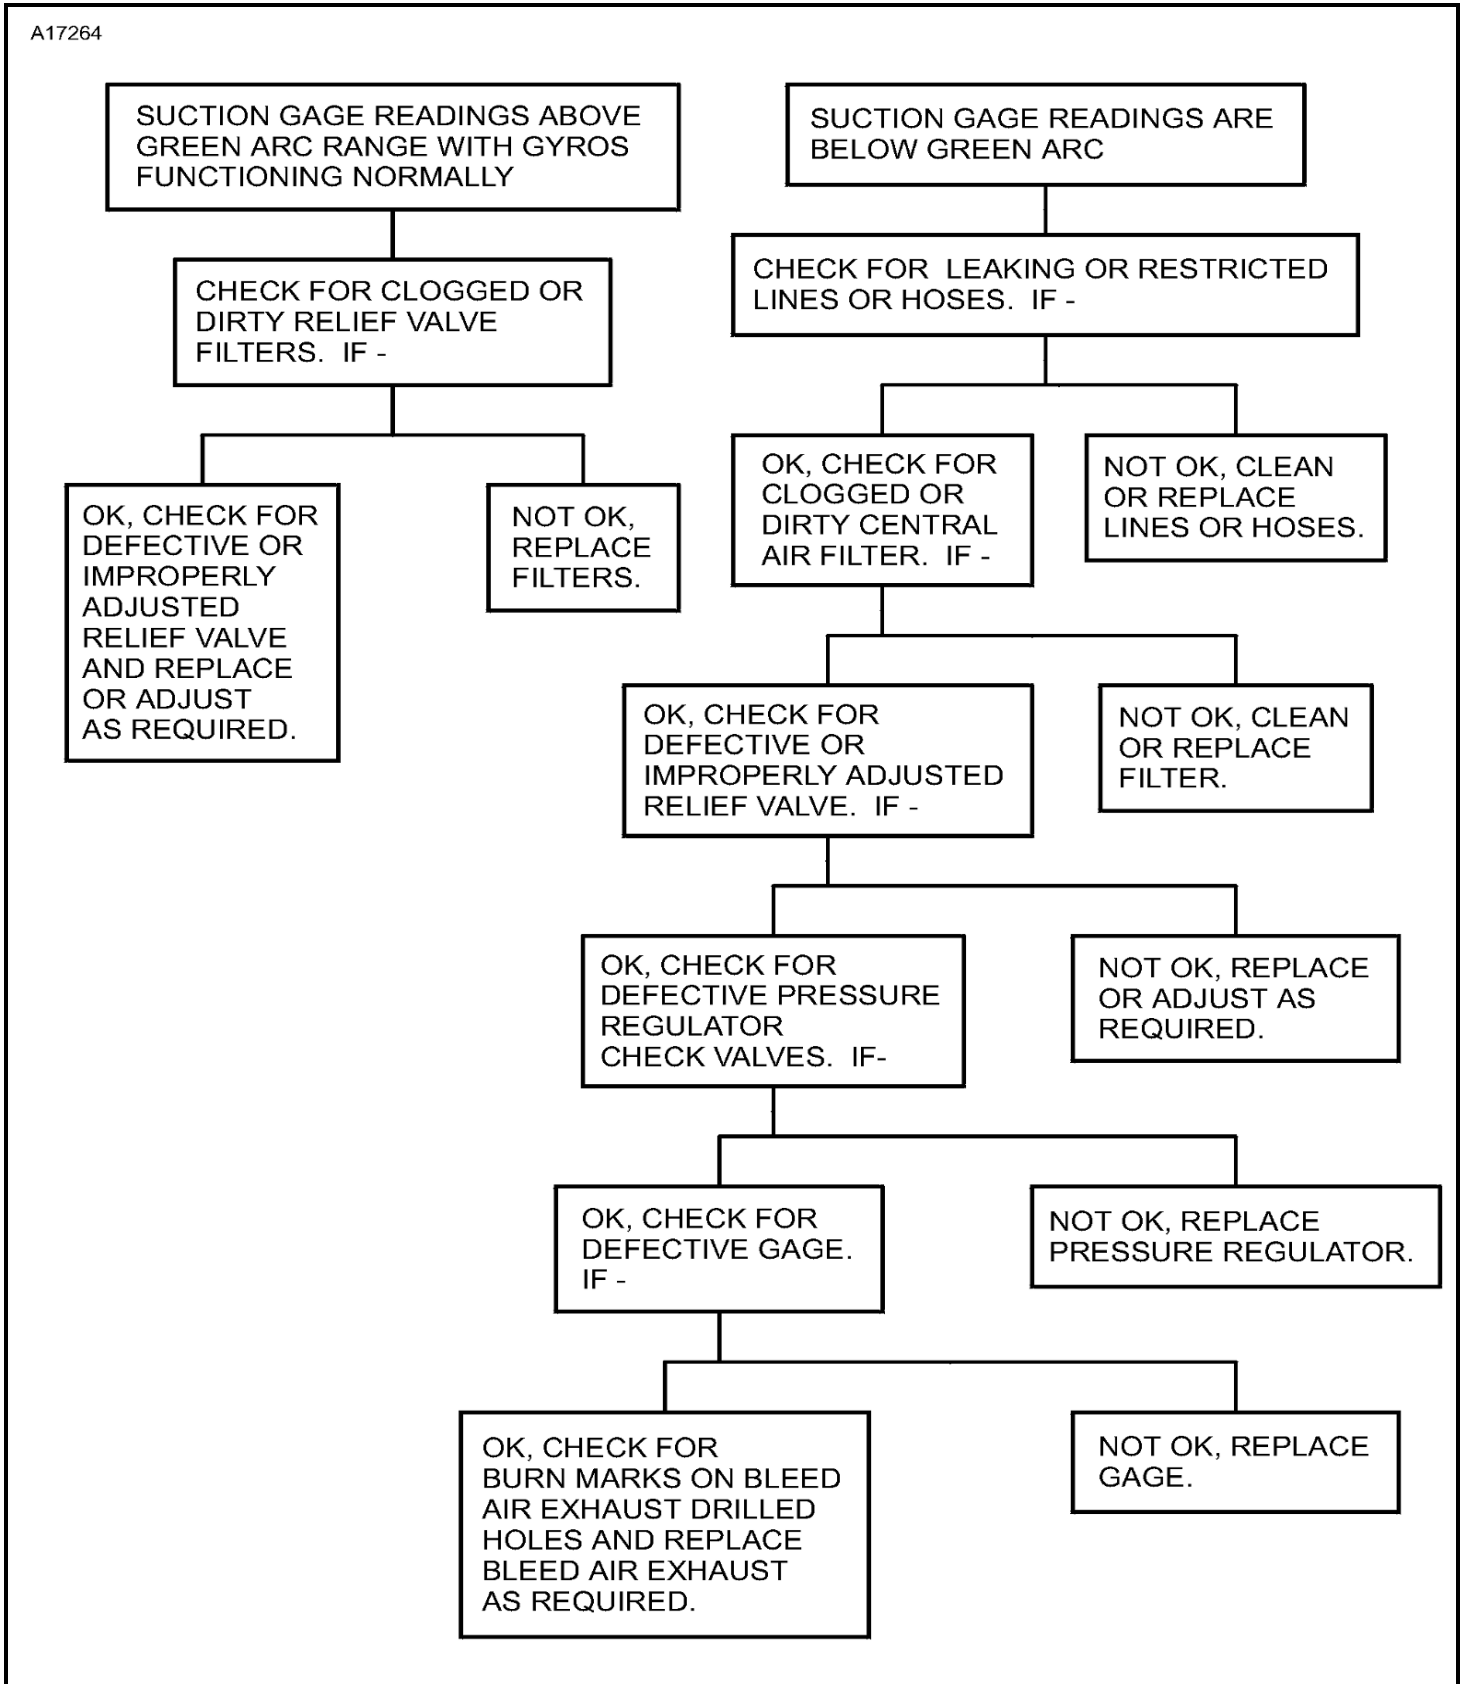 A17264
SUCTION GAGE READINGS ABOVE
GREEN ARC RANGE WITH GYROS
FUNCTIONING NORMALLY
CHECK FOR CLOGGED OR
DIRTY RELIEF VALVE
FILTERS. IF -
OK, CHECK FOR
DEFECTIVE OR
IMPROPERLY
ADJUSTED
RELIEF VALVE
AND REPLACE
OR ADJUST
AS REQUIRED.
NOT OK,
REPLACE
FILTERS.
SUCTION GAGE READINGS ARE
BELOW GREEN ARC
CHECK FOR LEAKING OR RESTRICTED
LINES OR HOSES. IF -
OK, CHECK FOR
CLOGGED OR
DIRTY CENTRAL
AIR FILTER. IF -
NOT OK, CLEAN
OR REPLACE
LINES OR HOSES.
OK, CHECK FOR
DEFECTIVE OR
IMPROPERLY ADJUSTED
RELIEF VALVE. IF -
NOT OK, CLEAN
OR REPLACE
FILTER.
OK, CHECK FOR
DEFECTIVE PRESSURE
REGULATOR
CHECK VALVES. IF-
NOT OK, REPLACE
OR ADJUST AS
REQUIRED.
OK, CHECK FOR
DEFECTIVE GAGE.
IF -
NOT OK, REPLACE
PRESSURE REGULATOR.
OK, CHECK FOR
BURN MARKS ON BLEED
AIR EXHAUST DRILLED
HOLES AND REPLACE
BLEED AIR EXHAUST
AS REQUIRED.
NOT OK, REPLACE
GAGE.